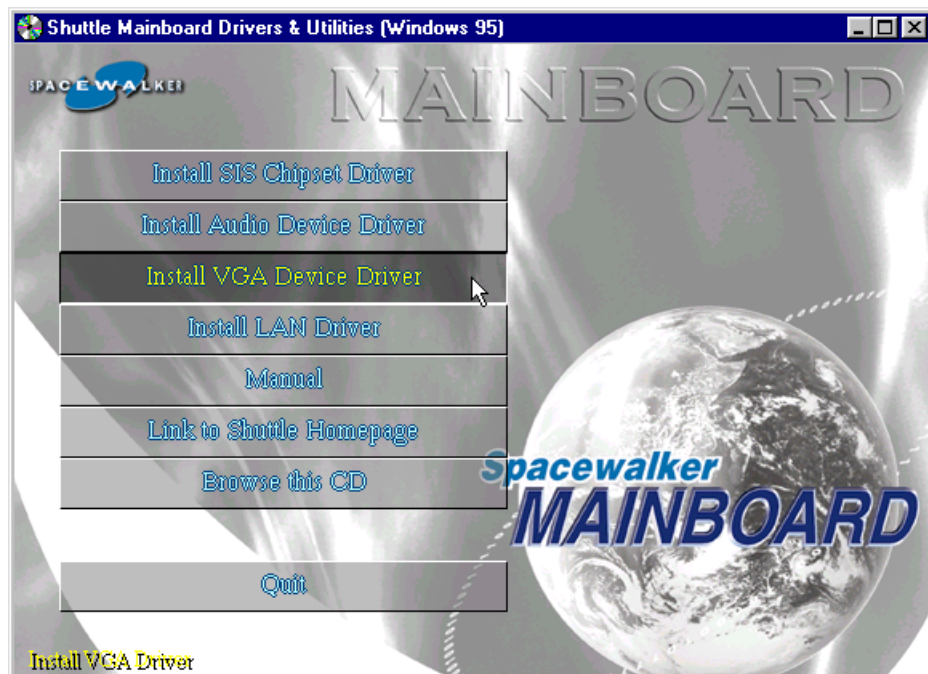 Shuttle Mainboard Drivers & Utilities (Windows 95)
SPACEWALKER
MAINBOARD
Install SIS Chipset Driver
Install Audio Device Driver
Install VGA Device Driver
Install LAN Driver
Manual
Link to Shuttle Homepage
Browse this CD
Spacewalker
MAINBOARD
Quit
Install VGA Driver